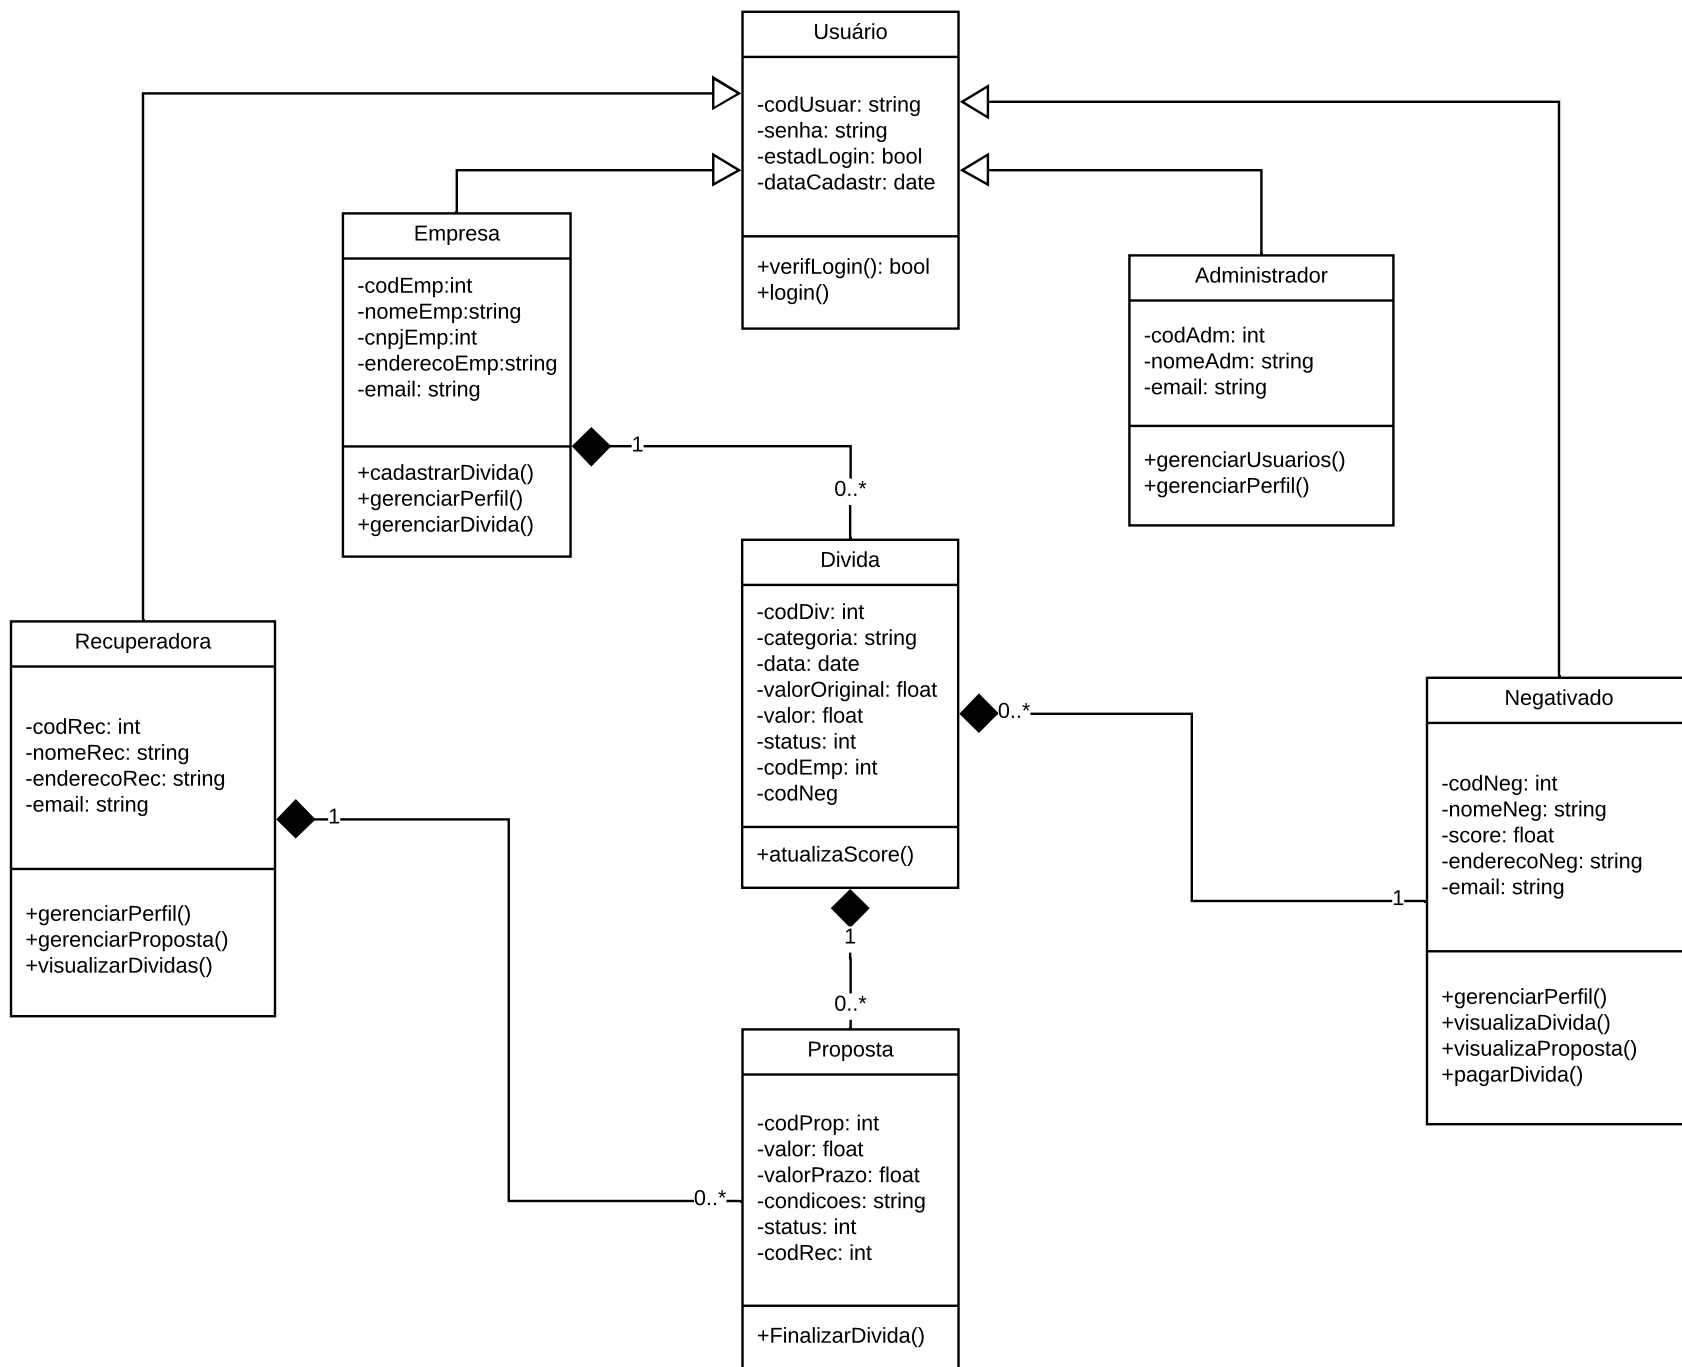 Usuário
-codUsuar: string
-senha: string
-estadLogin: bool
-dataCadastr: date
+verifLogin(): bool
+login()
Empresa
-codEmp:int
-nomeEmp:string
-cnpjEmp:int
-enderecoEmp:string
-email: string
+cadastrarDivida()
+gerenciarPerfil()
+gerenciarDivida()
1
0..*
Administrador
-codAdm: int
-nomeAdm: string
-email: string
+gerenciarUsuarios()
+gerenciarPerfil()
Divida
-codDiv: int
-categoria: string
-data: date
-valorOriginal: float
-valor: float
-status: int
-codEmp: int
-codNeg
+atualizaScore()
0..*
1
1
0..*
Recuperadora
-codRec: int
-nomeRec: string
-enderecoRec: string
-email: string
+gerenciarPerfil()
+gerenciarProposta()
+visualizarDividas()
1
0..*
Negativado
-codNeg: int
-nomeNeg: string
-score: float
-enderecoNeg: string
-email: string
+gerenciarPerfil()
+visualizaDivida()
+visualizaProposta()
+pagarDivida()
Proposta
-codProp: int
-valor: float
-valorPrazo: float
-condicoes: string
-status: int
-codRec: int
+FinalizarDivida()